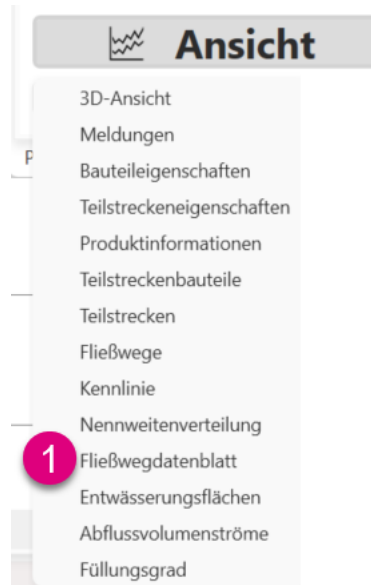 Ansicht
3D-Ansicht
Meldungen
P
Bauteileigenschaften
Teilstreckeneigenschaften
Produktinformationen
Teilstreckenbauteile
Teilstrecken
Fließwege
Kennlinie
Nennweitenverteilung
1 Fließwegdatenblatt
Entwässerungsflächen
Abflussvolumenströme
Füllungsgrad